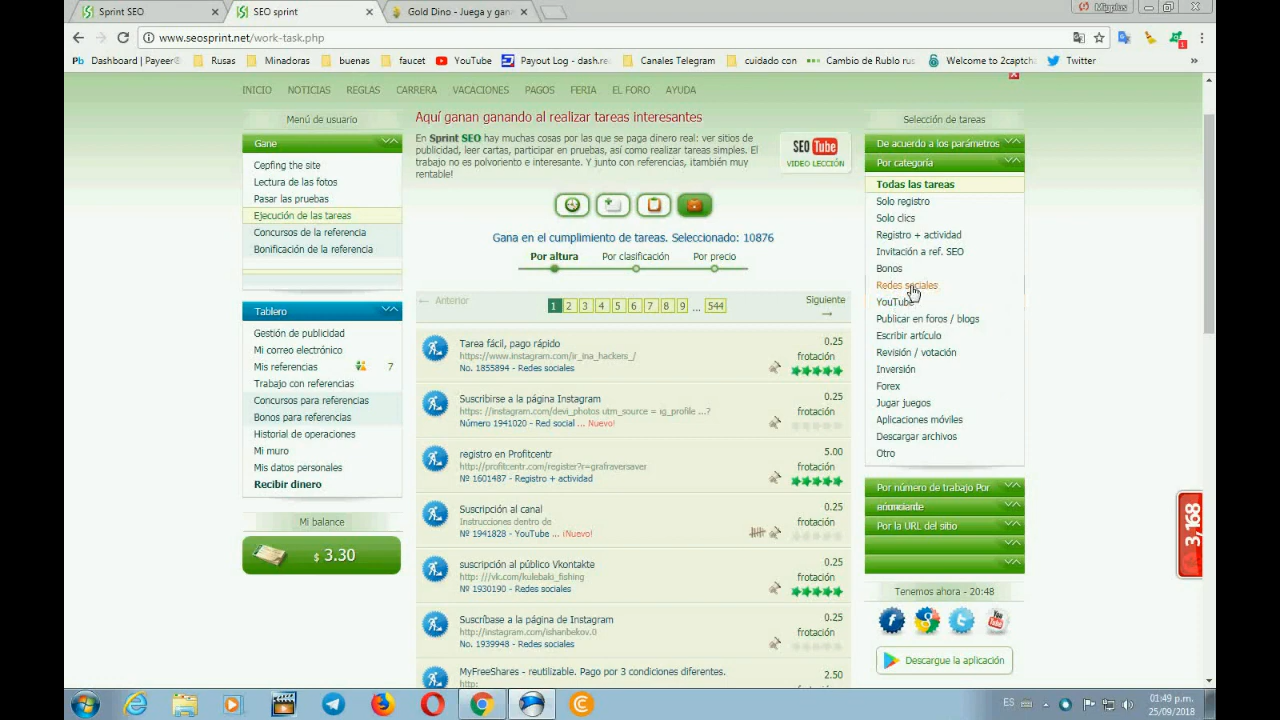 Sprint SEO
SEO sprint
Gold Dino - Juega y gan
Miipplus
www.seosprint.net/work-task.php
Dashboard | Payeer®
Rusas
Minadoras
buenas
faucet
YouTube
Payout Log - dash.re
Canales Telegram
cuidado con
Cambio de Rublo rus
Welcome to 2captch
Twitter
INICIO
NOTICIAS
REGLAS
CARRERA
VACACIONES
PAGOS
FERIA
EL FORO
AYUDA
Menú de usuario
Gane
Cepfing the site
Lectura de las fotos
Pasar las pruebas
Ejecución de las tareas
Concursos de la referencia
Bonificación de la referencia
Tablero
Gestión de publicidad
Mi correo electrónico
Mis referencias 7
Trabajo con referencias
Concursos para referencias
Bonos para referencias
Historial de operaciones
Mi muro
Mis datos personales
Recibir dinero
Mi balance
$ 3.30
Aquí ganan ganando al realizar tareas interesantes
En Sprint SEO hay muchas cosas por las que se paga dinero real: ver sitios de
publicidad, leer cartas, participar en pruebas, así como realizar tareas simples. El
trabajo no es polvoriento e interesante. Y junto con referencias, ¡también muy
rentable!
SEO Tube
VIDEO LECCIÓN
Gana en el cumplimiento de tareas. Seleccionado: 10876
Por altura
Por clasificación
Por precio
← Anterior
1 2 3 4 5 6 7 8 9 ... 544
Siguiente
→
Tarea fácil, pago rápido
https://www.instagram.com/ir_ina_hackers_/
No. 1855894 - Redes sociales
0.25
frotación
Suscribirse a la página Instagram
https: //instagram.com/devi_photos utm_source = ig_profile ...?
Número 1941020 - Red social ... Nuevo!
0.25
frotación
registro en Profitcentr
http://profitcentr.com/register?r=grafraversaver
№ 1601487 - Registro + actividad
5.00
frotación
Suscripción al canal
Instrucciones dentro de
№ 1941828 - YouTube ... ¡Nuevo!
0.25
frotación
suscripción al público Vkontakte
http: ///vk.com/kulebaki_fishing
№ 1930190 - Redes sociales
0.25
frotación
Suscríbase a la página de Instagram
http://instagram.com/isharibekov.0
No. 1939948 - Redes sociales
0.25
frotación
MyFreeShares - reutilizable. Pago por 3 condiciones diferentes.
http:
2.50
Selección de tareas
De acuerdo a los parámetros
Por categoría
Todas las tareas
Solo registro
Solo clics
Registro + actividad
Invitación a ref. SEO
Bonos
Redes sociales
YouTube
Publicar en foros / blogs
Escribir artículo
Revisión / votación
Inversión
Forex
Jugar juegos
Aplicaciones móviles
Descargar archivos
Otro
Por número de trabajo Por
anunciante
Por la URL del sitio
Tenemos ahora - 20:48
You
Tube
Descargue la aplicación
3,168
ES
01:49 p.m.
25/09/2018